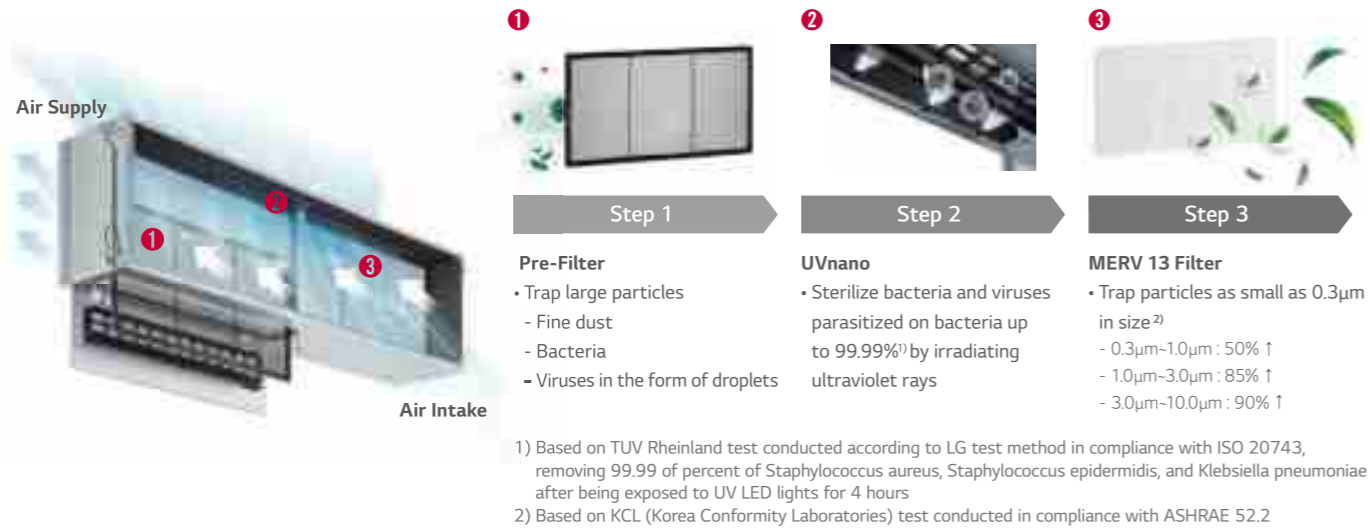 Air Supply
Air Intake
1
2
3
1
Step 1
Pre-Filter
• Trap large particles
- Fine dust
- Bacteria
- Viruses in the form of droplets
2
Step 2
UVnano
• Sterilize bacteria and viruses
parasitized on bacteria up
to 99.99%¹⁾ by irradiating
ultraviolet rays
3
Step 3
MERV 13 Filter
• Trap particles as small as 0.3μm
in size ²⁾
- 0.3μm~1.0μm : 50% ↑
- 1.0μm~3.0μm : 85% ↑
- 3.0μm~10.0μm : 90% ↑
1) Based on TUV Rheinland test conducted according to LG test method in compliance with ISO 20743,
removing 99.99 of percent of Staphylococcus aureus, Staphylococcus epidermidis, and Klebsiella pneumoniae
after being exposed to UV LED lights for 4 hours
2) Based on KCL (Korea Conformity Laboratories) test conducted in compliance with ASHRAE 52.2